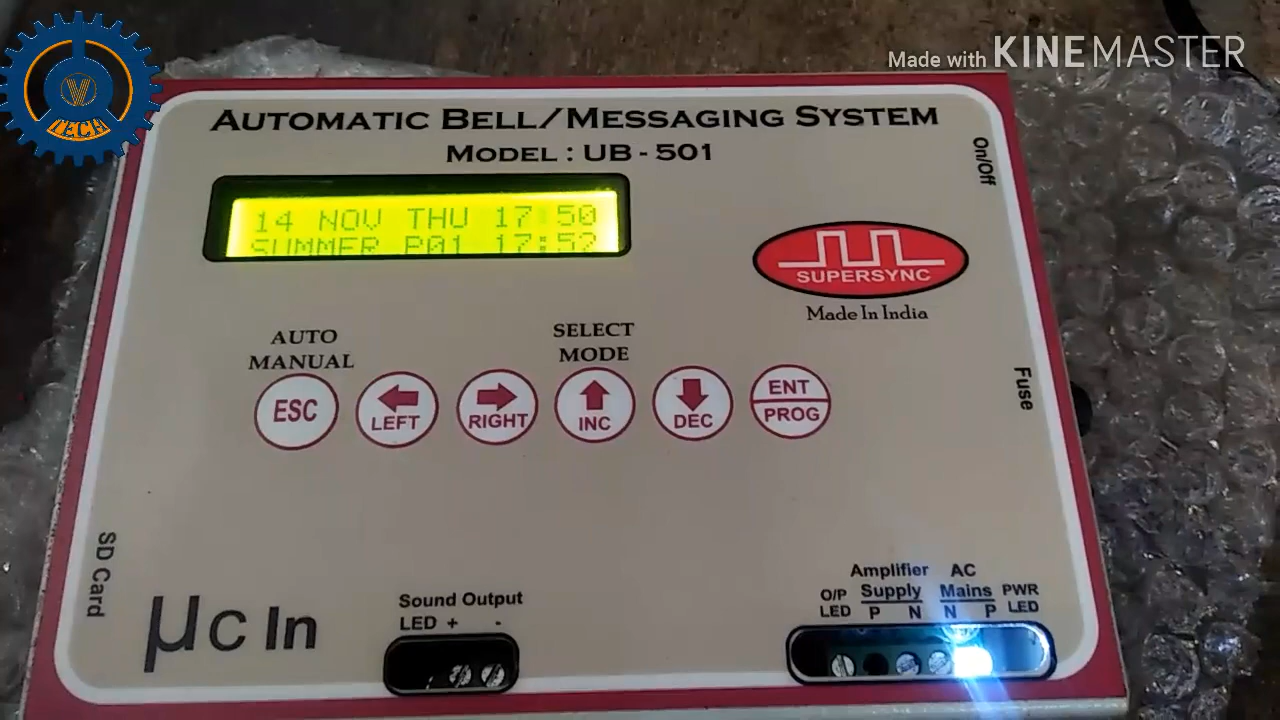 Made with KINEMASTER
V
TECH
AUTOMATIC BELL/MESSAGING SYSTEM
MODEL : UB - 501
On/Off
14 NOV THU 17:50
SUMMER P01 17:52
SUPERSYNC
Made In India
AUTO
MANUAL
SELECT
MODE
ESC
LEFT
RIGHT
INC
DEC
ENT
PROG
Fuse
SD Card
µc In
Sound Output
LED + -
Amplifier AC
O/P Supply Mains PWR
LED P N N P LED